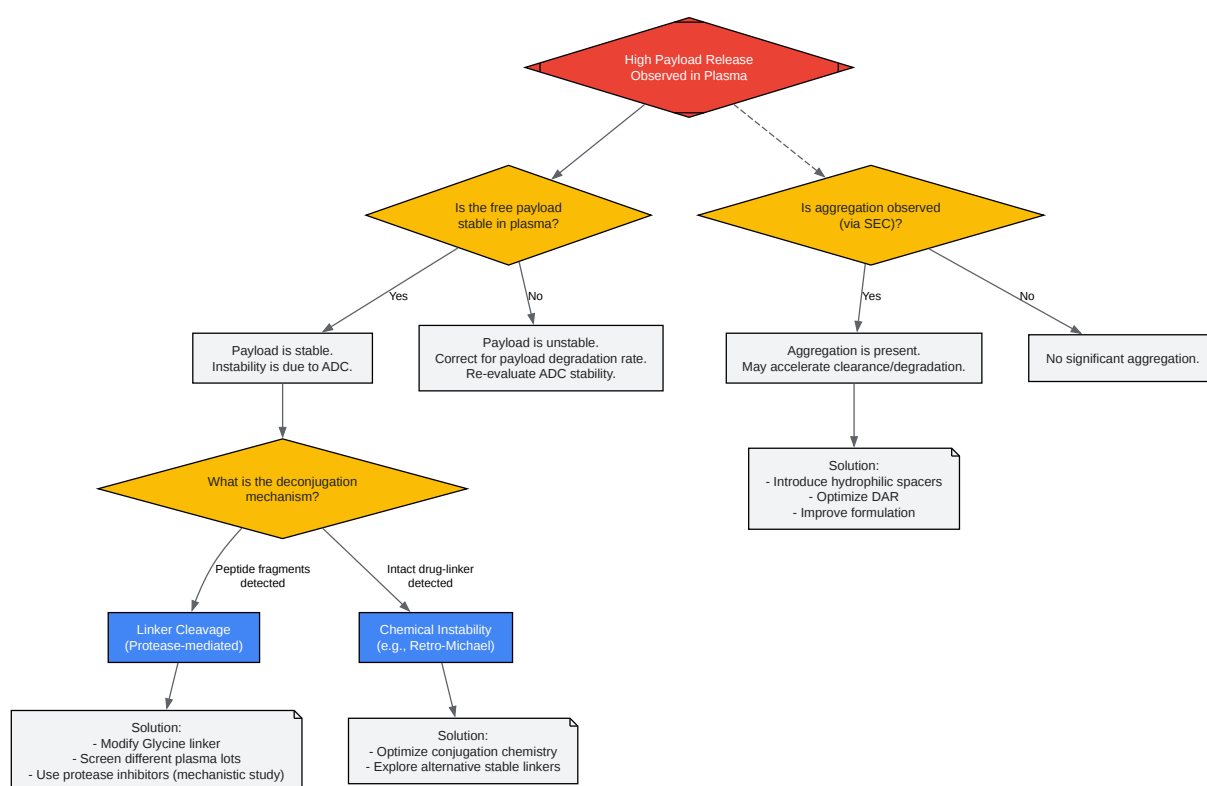 High Payload Release
Observed in Plasma
Is the free payload
stable in plasma?
Is aggregation observed
(via SEC)?
Yes
No
Yes
No
Payload is stable.
Instability is due to ADC.
Payload is unstable.
Correct for payload degradation rate.
Re-evaluate ADC stability.
Aggregation is present.
May accelerate clearance/degradation.
No significant aggregation.
What is the deconjugation
mechanism?
Solution:
- Introduce hydrophilic spacers
- Optimize DAR
- Improve formulation
Peptide fragments
detected
Intact drug-linker
detected
Linker Cleavage
(Protease-mediated)
Chemical Instability
(e.g., Retro-Michael)
Solution:
- Modify Glycine linker
- Screen different plasma lots
- Use protease inhibitors (mechanistic study)
Solution:
- Optimize conjugation chemistry
- Explore alternative stable linkers